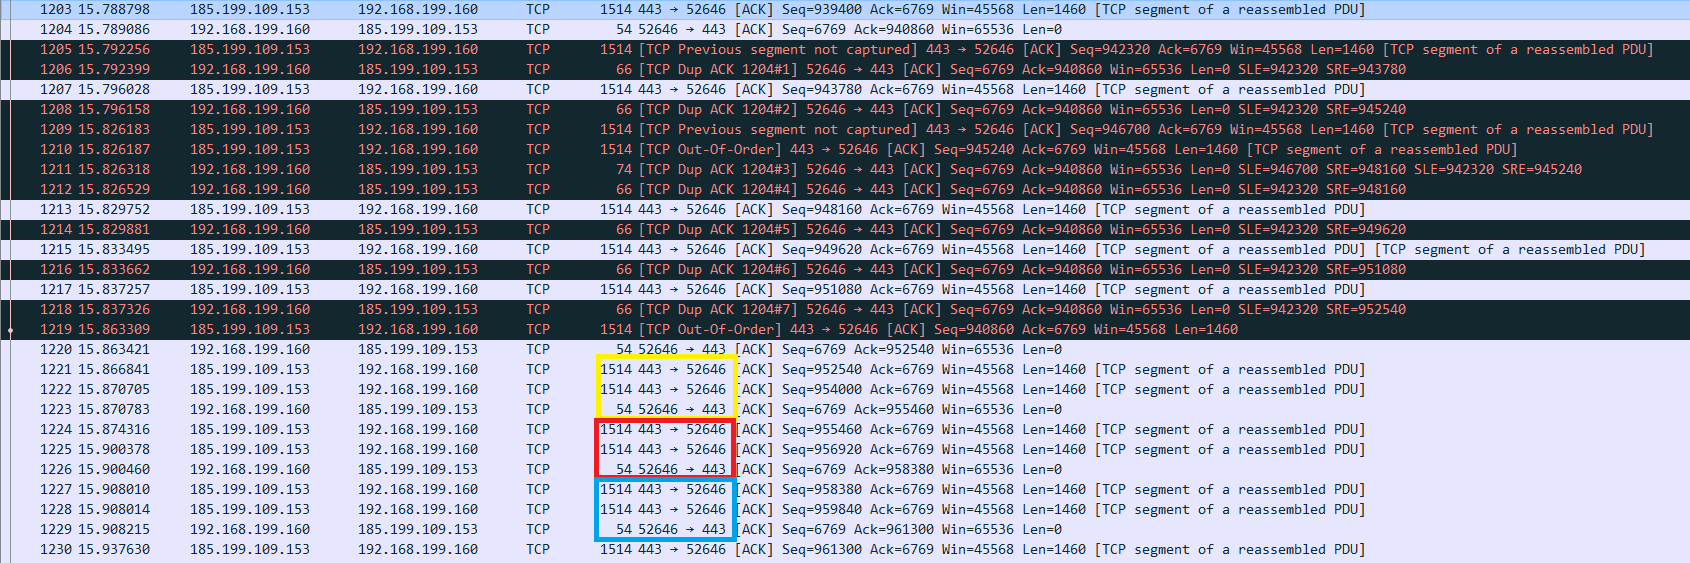 1203 15.788798 185.199.109.153 192.168.199.160 TCP 1514 443 → 52646 [ACK] Seq=939400 Ack=6769 Win=45568 Len=1460 [TCP segment of a reassembled PDU]
1204 15.789086 192.168.199.160 185.199.109.153 TCP 54 52646 → 443 [ACK] Seq=6769 Ack=940860 Win=65536 Len=0
1205 15.792256 185.199.109.153 192.168.199.160 TCP 1514 [TCP Previous segment not captured] 443 → 52646 [ACK] Seq=942320 Ack=6769 Win=45568 Len=1460 [TCP segment of a reassembled PDU]
1206 15.792399 192.168.199.160 185.199.109.153 TCP 66 [TCP Dup ACK 1204#1] 52646 → 443 [ACK] Seq=6769 Ack=940860 Win=65536 Len=0 SLE=942320 SRE=943780
1207 15.796028 185.199.109.153 192.168.199.160 TCP 1514 443 → 52646 [ACK] Seq=943780 Ack=6769 Win=45568 Len=1460 [TCP segment of a reassembled PDU]
1208 15.796158 192.168.199.160 185.199.109.153 TCP 66 [TCP Dup ACK 1204#2] 52646 → 443 [ACK] Seq=6769 Ack=940860 Win=65536 Len=0 SLE=942320 SRE=945240
1209 15.826183 185.199.109.153 192.168.199.160 TCP 1514 [TCP Previous segment not captured] 443 → 52646 [ACK] Seq=946700 Ack=6769 Win=45568 Len=1460 [TCP segment of a reassembled PDU]
1210 15.826187 185.199.109.153 192.168.199.160 TCP 1514 [TCP Out-Of-Order] 443 → 52646 [ACK] Seq=945240 Ack=6769 Win=45568 Len=1460 [TCP segment of a reassembled PDU]
1211 15.826318 192.168.199.160 185.199.109.153 TCP 74 [TCP Dup ACK 1204#3] 52646 → 443 [ACK] Seq=6769 Ack=940860 Win=65536 Len=0 SLE=946700 SRE=948160 SLE=942320 SRE=945240
1212 15.826529 192.168.199.160 185.199.109.153 TCP 66 [TCP Dup ACK 1204#4] 52646 → 443 [ACK] Seq=6769 Ack=940860 Win=65536 Len=0 SLE=942320 SRE=948160
1213 15.829752 185.199.109.153 192.168.199.160 TCP 1514 443 → 52646 [ACK] Seq=948160 Ack=6769 Win=45568 Len=1460 [TCP segment of a reassembled PDU]
1214 15.829881 192.168.199.160 185.199.109.153 TCP 66 [TCP Dup ACK 1204#5] 52646 → 443 [ACK] Seq=6769 Ack=940860 Win=65536 Len=0 SLE=942320 SRE=949620
1215 15.833495 185.199.109.153 192.168.199.160 TCP 1514 443 → 52646 [ACK] Seq=949620 Ack=6769 Win=45568 Len=1460 [TCP segment of a reassembled PDU] [TCP segment of a reassembled PDU]
1216 15.833662 192.168.199.160 185.199.109.153 TCP 66 [TCP Dup ACK 1204#6] 52646 → 443 [ACK] Seq=6769 Ack=940860 Win=65536 Len=0 SLE=942320 SRE=951080
1217 15.837257 185.199.109.153 192.168.199.160 TCP 1514 443 → 52646 [ACK] Seq=951080 Ack=6769 Win=45568 Len=1460 [TCP segment of a reassembled PDU]
1218 15.837326 192.168.199.160 185.199.109.153 TCP 66 [TCP Dup ACK 1204#7] 52646 → 443 [ACK] Seq=6769 Ack=940860 Win=65536 Len=0 SLE=942320 SRE=952540
1219 15.863309 185.199.109.153 192.168.199.160 TCP 1514 [TCP Out-Of-Order] 443 → 52646 [ACK] Seq=940860 Ack=6769 Win=45568 Len=1460
1220 15.863421 192.168.199.160 185.199.109.153 TCP 54 52646 → 443 [ACK] Seq=6769 Ack=952540 Win=65536 Len=0
1221 15.866841 185.199.109.153 192.168.199.160 TCP 1514 443 → 52646 [ACK] Seq=952540 Ack=6769 Win=45568 Len=1460 [TCP segment of a reassembled PDU]
1222 15.870705 185.199.109.153 192.168.199.160 TCP 1514 443 → 52646 [ACK] Seq=954000 Ack=6769 Win=45568 Len=1460 [TCP segment of a reassembled PDU]
1223 15.870783 192.168.199.160 185.199.109.153 TCP 54 52646 → 443 [ACK] Seq=6769 Ack=955460 Win=65536 Len=0
1224 15.874316 185.199.109.153 192.168.199.160 TCP 1514 443 → 52646 [ACK] Seq=955460 Ack=6769 Win=45568 Len=1460 [TCP segment of a reassembled PDU]
1225 15.900378 185.199.109.153 192.168.199.160 TCP 1514 443 → 52646 [ACK] Seq=956920 Ack=6769 Win=45568 Len=1460 [TCP segment of a reassembled PDU]
1226 15.900460 192.168.199.160 185.199.109.153 TCP 54 52646 → 443 [ACK] Seq=6769 Ack=958380 Win=65536 Len=0
1227 15.908010 185.199.109.153 192.168.199.160 TCP 1514 443 → 52646 [ACK] Seq=958380 Ack=6769 Win=45568 Len=1460 [TCP segment of a reassembled PDU]
1228 15.908014 185.199.109.153 192.168.199.160 TCP 1514 443 → 52646 [ACK] Seq=959840 Ack=6769 Win=45568 Len=1460 [TCP segment of a reassembled PDU]
1229 15.908215 192.168.199.160 185.199.109.153 TCP 54 52646 → 443 [ACK] Seq=6769 Ack=961300 Win=65536 Len=0
1230 15.937630 185.199.109.153 192.168.199.160 TCP 1514 443 → 52646 [ACK] Seq=961300 Ack=6769 Win=45568 Len=1460 [TCP segment of a reassembled PDU]